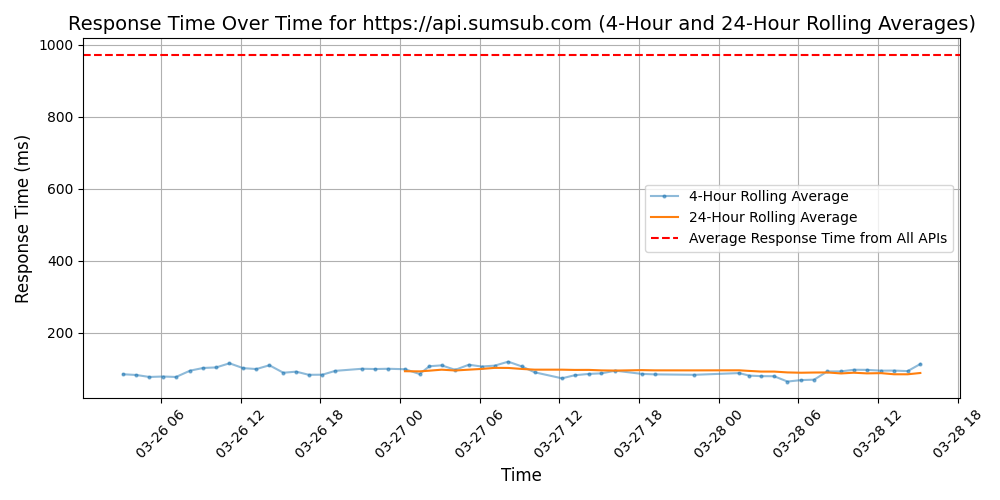 Response Time Over Time for https://api.sumsub.com (4-Hour and 24-Hour Rolling Averages)
Response Time (ms)
1000
800
600
400
200
4-Hour Rolling Average
24-Hour Rolling Average
Average Response Time from All APIs
03-26 06
03-26 12
03-26 18
03-27 00
03-27 06
03-27 12
03-27 18
03-28 00
03-28 06
03-28 12
03-28 18
Time